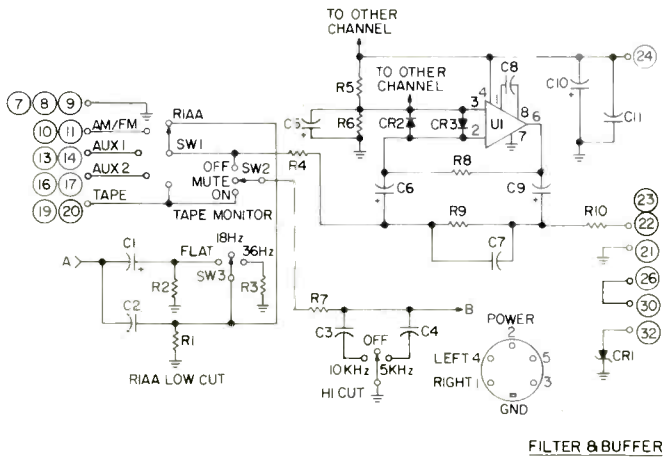 TO OTHER
CHANNEL
24
TO OTHER
CHANNEL
R5
C8
C10
+
4
1
3
8
6
2
7
U1
7 8 9
RIAA
C5
+
R6
CR2
CR3
C11
10 11 AM/FM
13 14 AUX 1
SW1
OFF
R4
R8
16 17 AUX 2
MUTE
SW2
C6
+
C9
+
ON
19 20 TAPE
TAPE MONITOR
R9
R10
23
22
C7
21
A
C1
+
FLAT
18Hz
36Hz
R2
SW3
R3
26
C2
R7
B
30
R1
C3
OFF
C4
POWER
2
32
RIAA LOW CUT
10KHz
5KHz
LEFT 4
5
CR1
HI CUT
RIGHT 1
3
GND
FILTER & BUFFER